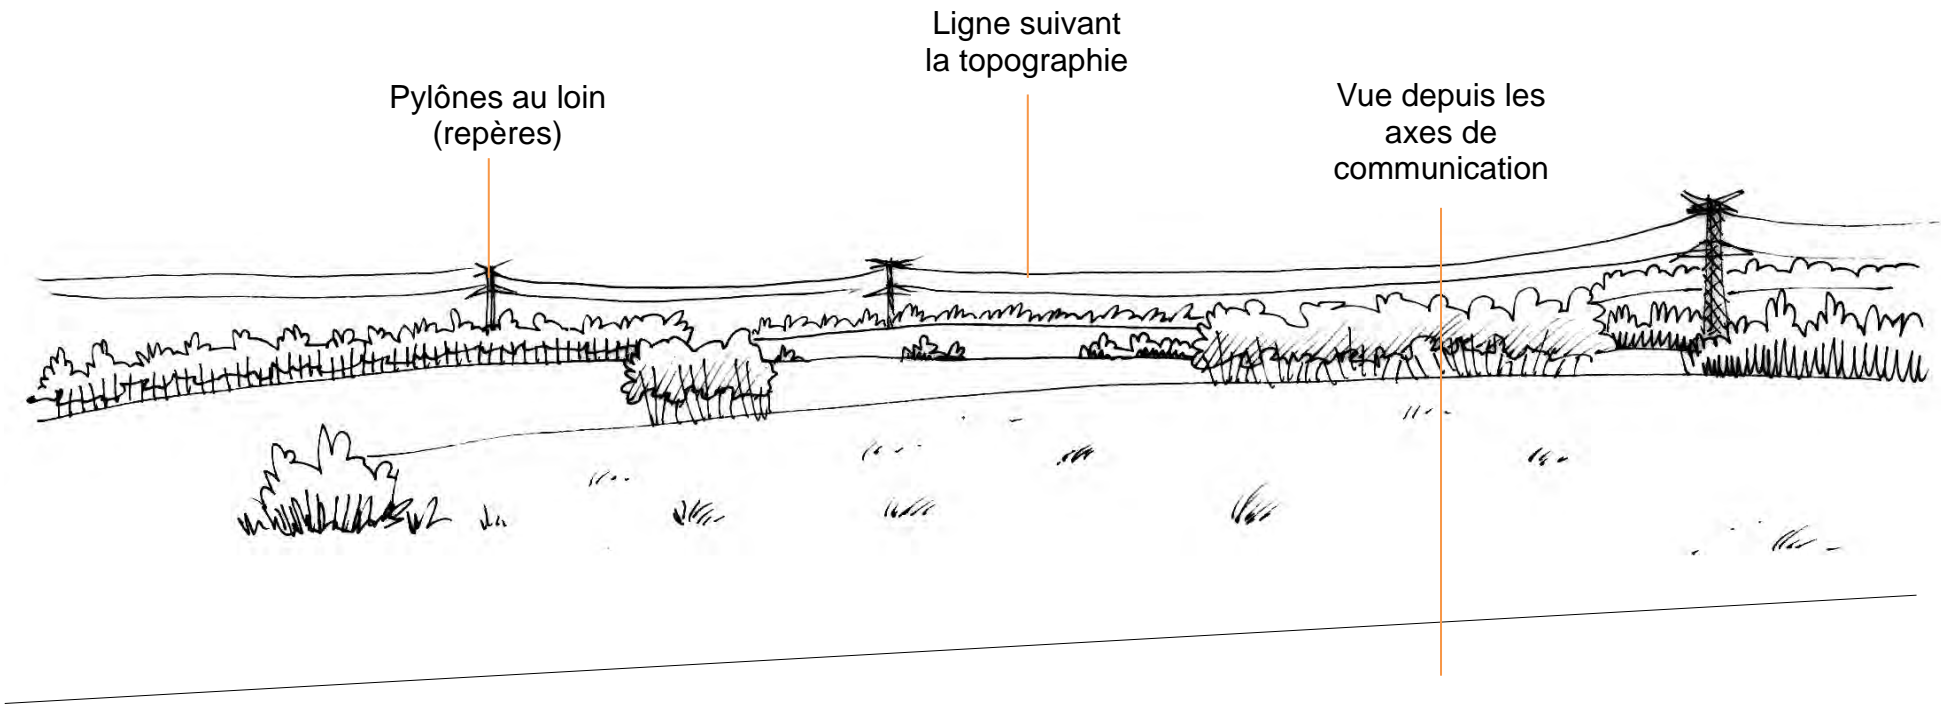 Ligne suivant
la topographie
Pylônes au loin
(repères)
Vue depuis les
axes de
communication